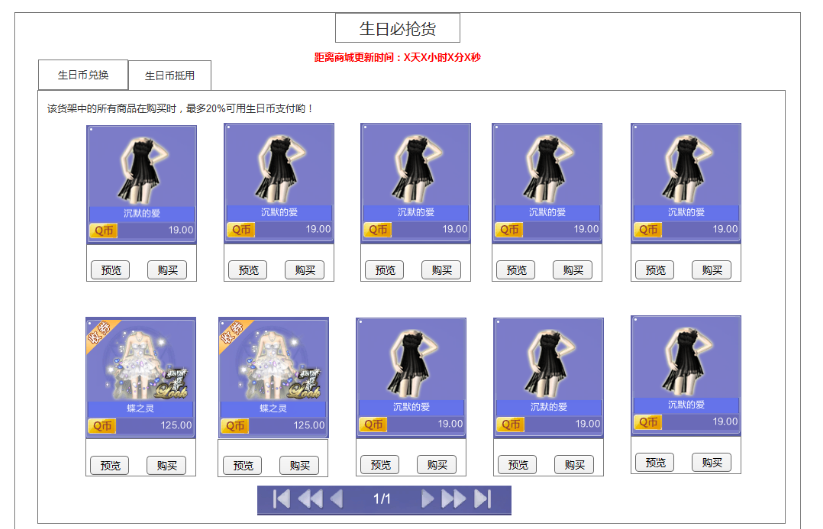 生日必抢货
距离商城更新时间：X天X小时X分X秒
生日币兑换 生日币抵用
该货架中的所有商品在购买时，最多20%可用生日币支付哟！
沉默的爱 沉默的爱 沉默的爱 沉默的爱 沉默的爱
Q币 19.00 Q币 19.00 Q币 19.00 Q币 19.00 Q币 19.00
预览 购买 预览 购买 预览 购买 预览 购买 预览 购买
蝶之灵 蝶之灵 沉默的爱 沉默的爱 沉默的爱
Q币 125.00 Q币 125.00 Q币 19.00 Q币 19.00 Q币 19.00
预览 购买 预览 购买 预览 购买 预览 购买 预览 购买
1/1